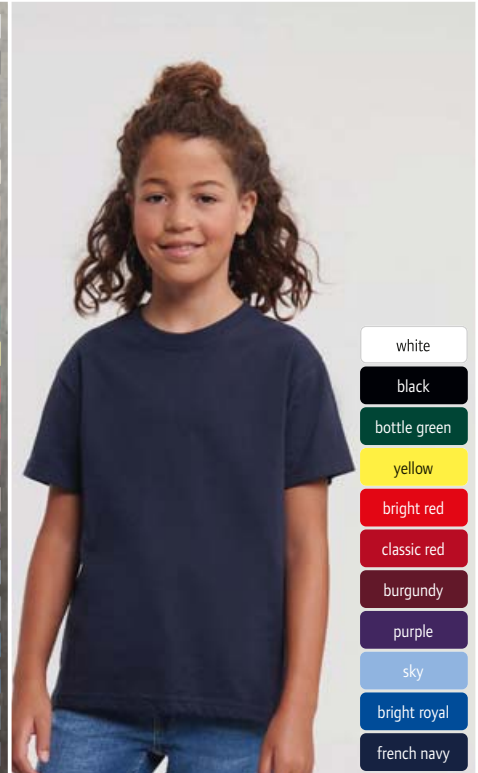 white
black
bottle green
yellow
bright red
classic red
burgundy
purple
sky
bright royal
french navy